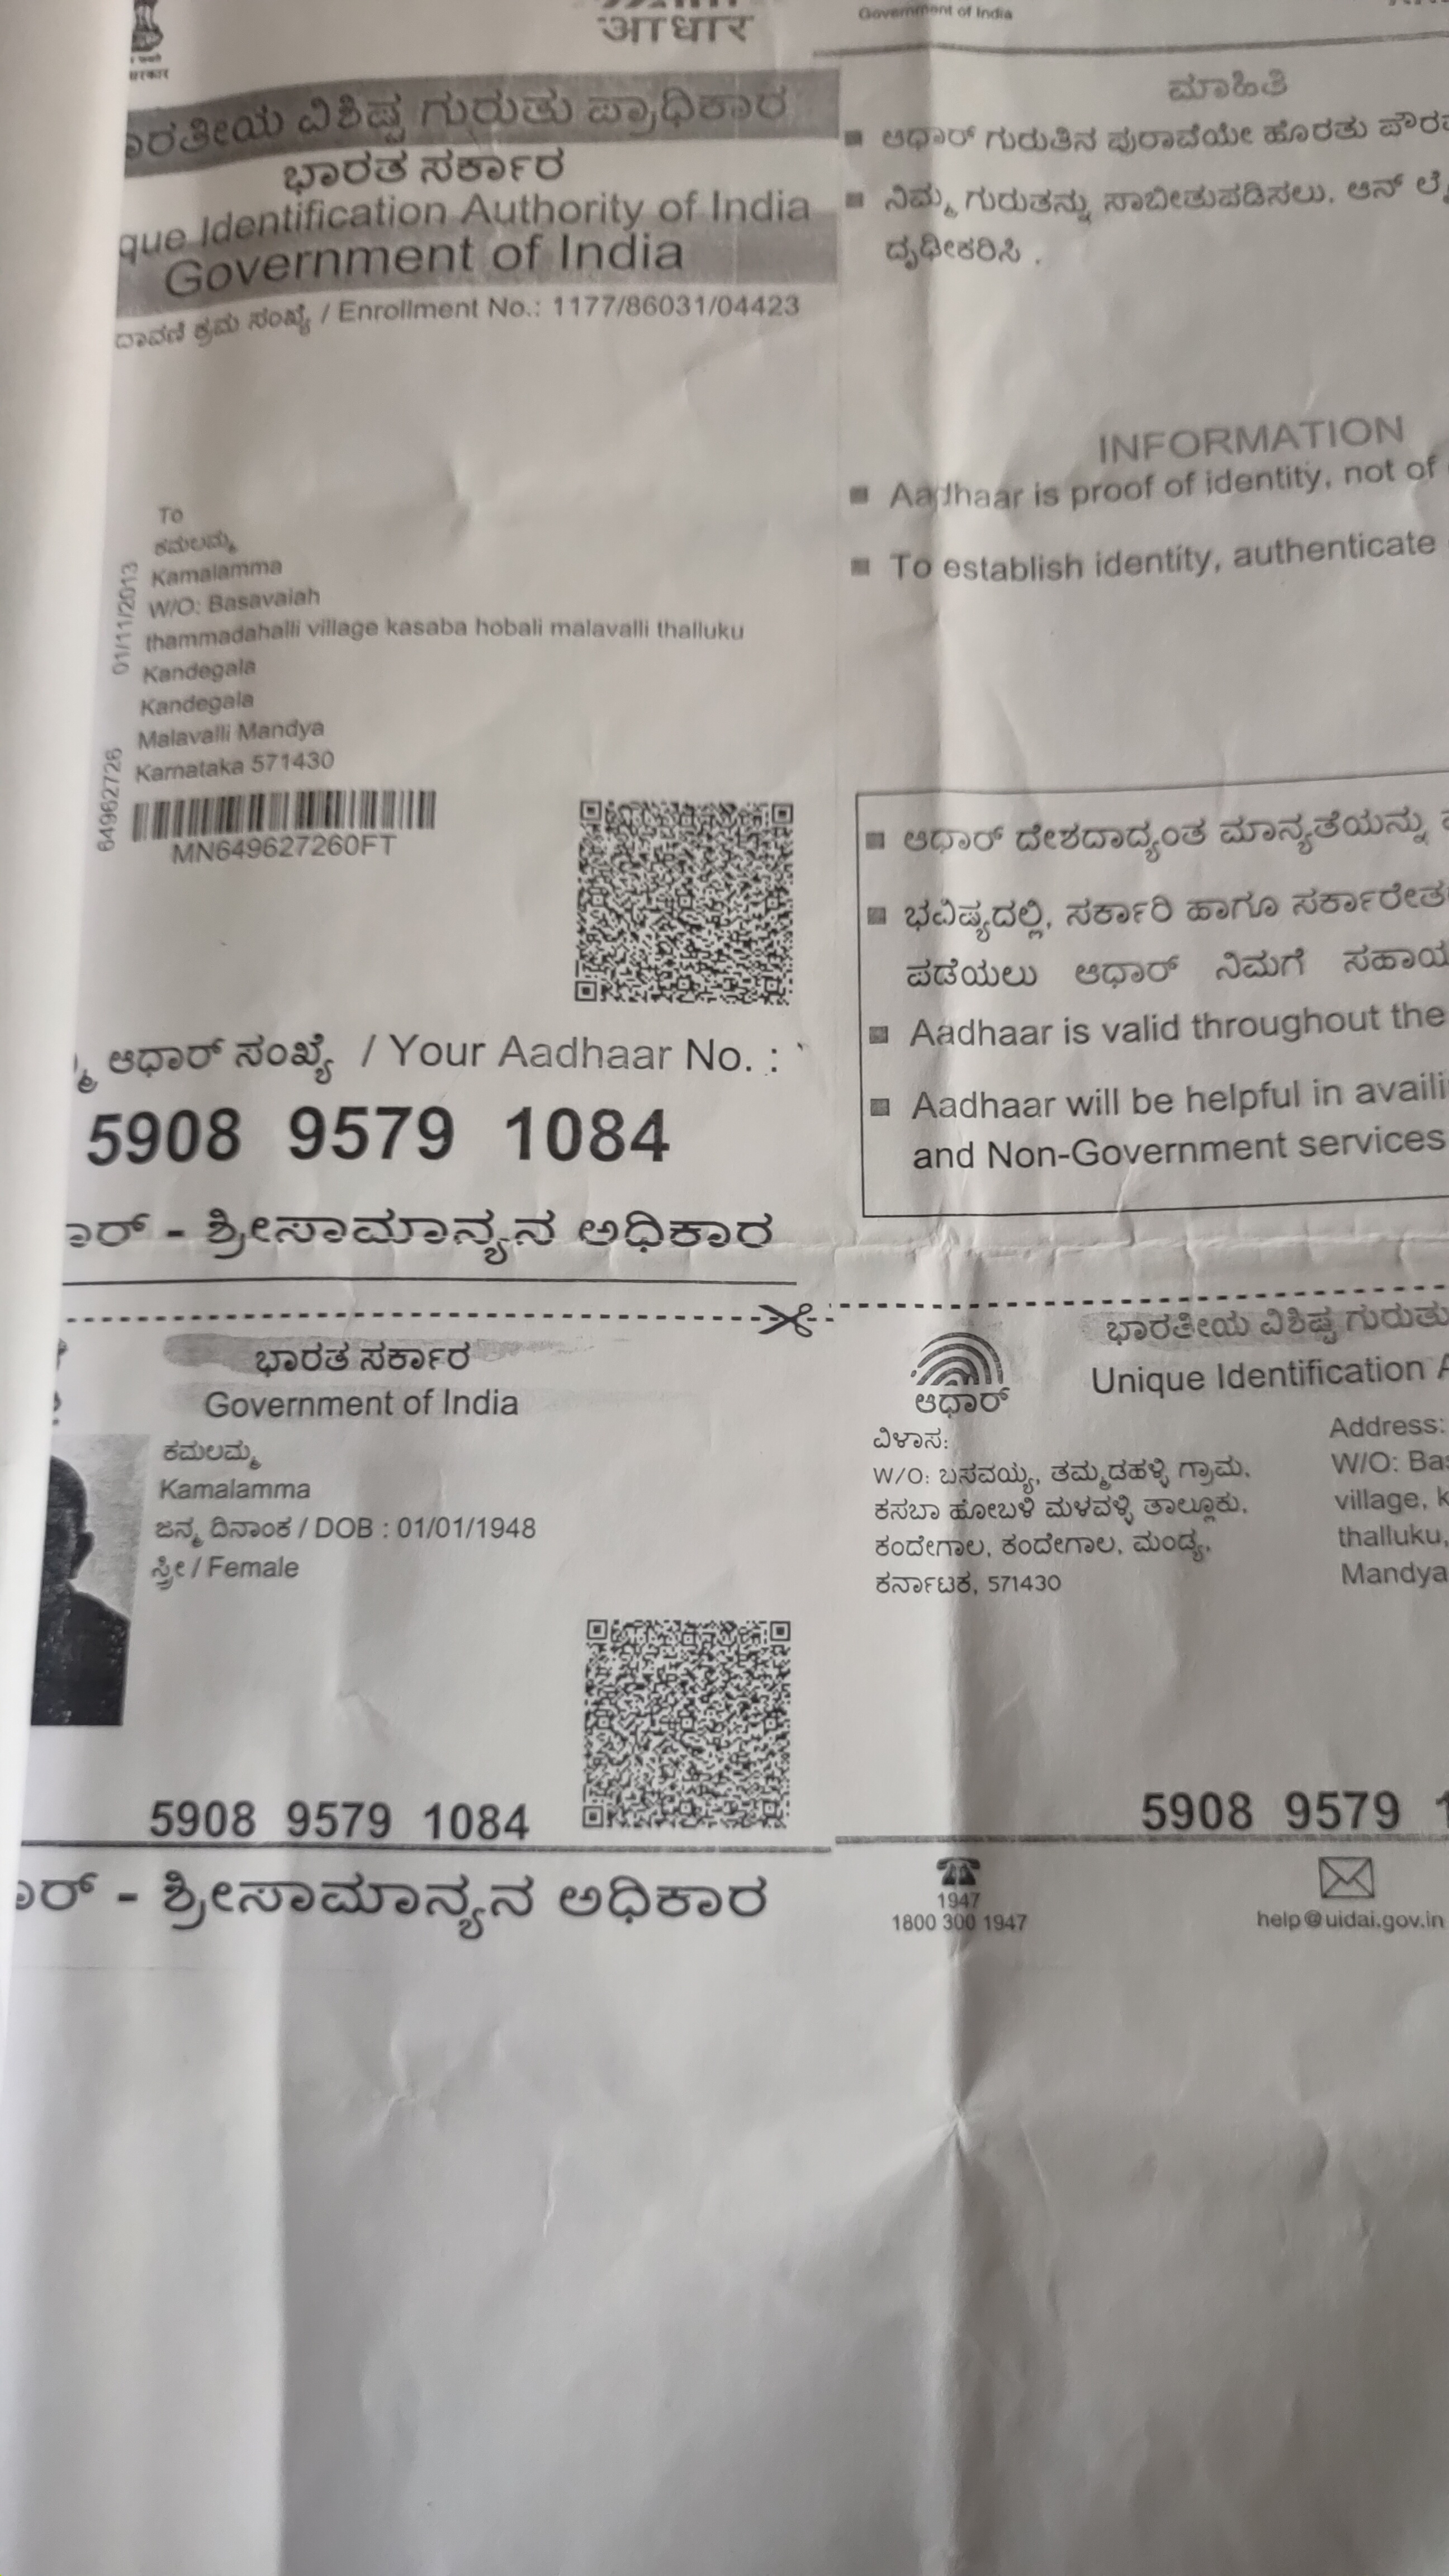 आधार
सरकार
ಭಾರತೀಯ ವಿಶಿಷ್ಟ ಗುರುತು ಪ್ರಾಧಿಕಾರ
ಭಾರತ ಸರ್ಕಾರ
que Identification Authority of India
Government of India
ದಾವಣಿ ಕ್ರಮ ಸಂಖ್ಯೆ / Enrollment No.: 1177/86031/04423
To
ಕಮಲಮ್ಮ
Kamalamma
W/O: Basavaiah
thammadahalli village kasaba hobali malavalli thalluku
Kandegala
Kandegala
Malavalli Mandya
Karnataka 571430
01/11/2013
64962726
MN649627260FT
ಆಧಾರ್ ಸಂಖ್ಯೆ / Your Aadhaar No. :
5908 9579 1084
ಾರ್ - ಶ್ರೀಸಾಮಾನ್ಯನ ಅಧಿಕಾರ
Government of India
ಮಾಹಿತಿ
ಆಧಾರ್ ಗುರುತಿನ ಪುರಾವೆಯೇ ಹೊರತು ಪೌರ
ನಿಮ್ಮ ಗುರುತನ್ನು ಸಾಬೀತುಪಡಿಸಲು, ಆನ್ ಲೈ
ದೃಢೀಕರಿಸಿ .
INFORMATION
Aadhaar is proof of identity, not of
To establish identity, authenticate
ಆಧಾರ್ ದೇಶದಾದ್ಯಂತ ಮಾನ್ಯತೆಯನ್ನು
ಭವಿಷ್ಯದಲ್ಲಿ, ಸರ್ಕಾರಿ ಹಾಗೂ ಸರ್ಕಾರೇತ
ಪಡೆಯಲು ಆಧಾರ್ ನಿಮಗೆ ಸಹಾಯ
Aadhaar is valid throughout the
Aadhaar will be helpful in availi
and Non-Government services
ಭಾರತ ಸರ್ಕಾರ
Government of India
ಕಮಲಮ್ಮ
Kamalamma
ಜನ್ಮ ದಿನಾಂಕ / DOB : 01/01/1948
ಸ್ತ್ರೀ / Female
5908 9579 1084
ಾರ್ - ಶ್ರೀಸಾಮಾನ್ಯನ ಅಧಿಕಾರ
ಭಾರತೀಯ ವಿಶಿಷ್ಟ ಗುರುತು
Unique Identification A
ಆಧಾರ್
ವಿಳಾಸ:
W/O: ಬಸವಯ್ಯ, ತಮ್ಮಡಹಳ್ಳಿ ಗ್ರಾಮ,
ಕಸಬಾ ಹೋಬಳಿ ಮಳವಳ್ಳಿ ತಾಲ್ಲೂಕು,
ಕಂದೇಗಾಲ, ಕಂದೇಗಾಲ, ಮಂಡ್ಯ,
ಕರ್ನಾಟಕ, 571430
Address:
W/O: Bas
village, k
thalluku,
Mandya
5908 9579 1
1947
1800 300 1947
help@uidai.gov.in